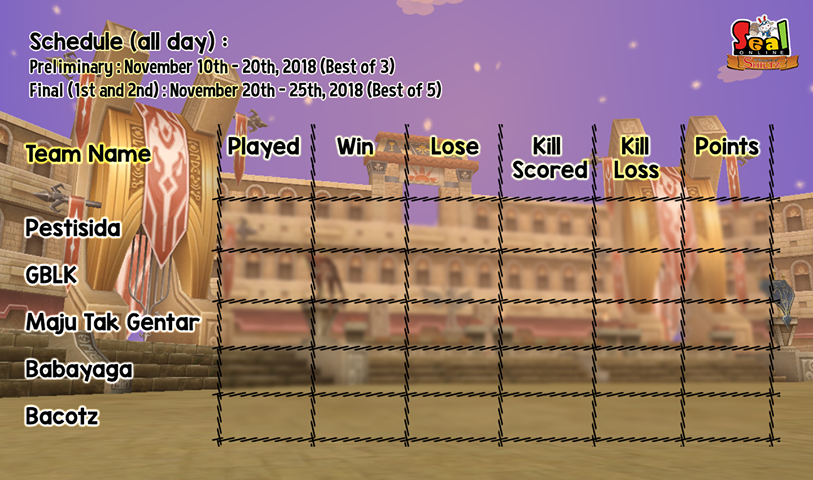 Schedule (all day) :
Preliminary : November 10th - 20th, 2018 (Best of 3)
Final (1st and 2nd) : November 20th - 25th, 2018 (Best of 5)
Seal
ONLINE
Team Name Played Win Lose Kill Scored Kill Loss Points
Pestisida
GBLK
Maju Tak Gentar
Babayaga
Bacotz